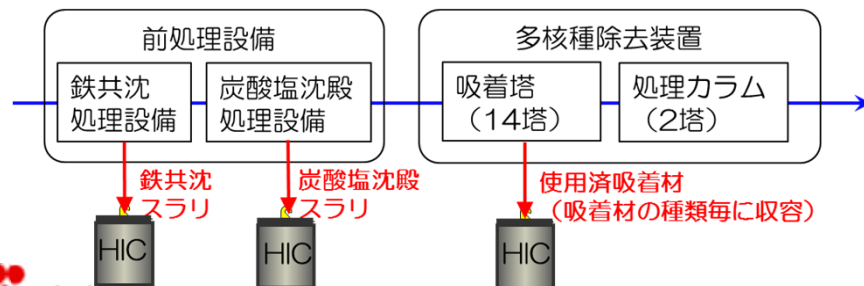 前処理設備
多核種除去装置
鉄共沈
処理設備
炭酸塩沈殿
処理設備
吸着塔
（14塔）
処理カラム
（2塔）
鉄共沈
スラリ
炭酸塩沈殿
スラリ
使用済吸着材
（吸着材の種類毎に収容）
HIC
HIC
HIC